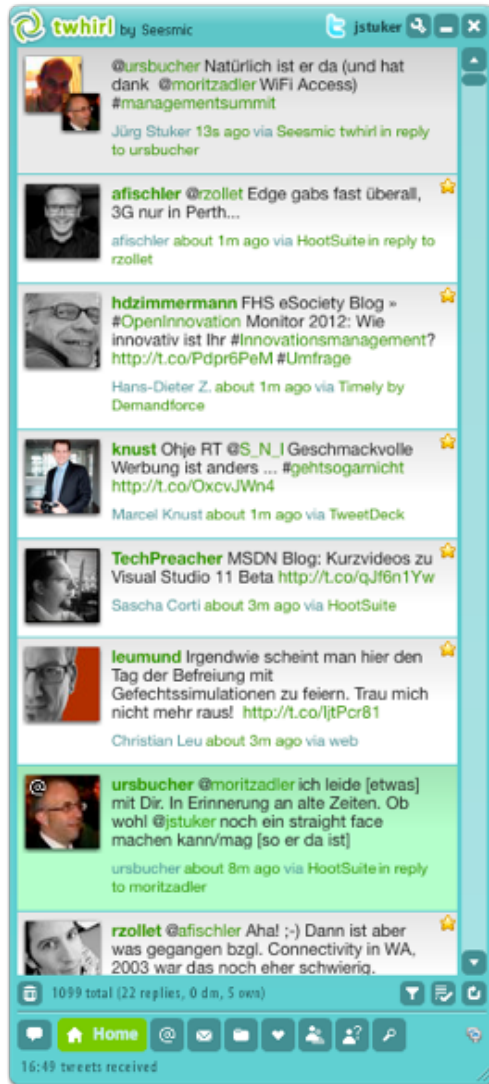 twhirl by Seesmic
jstuker
@ursbucher Natürlich ist er da (und hat
dank @moritzadler WiFi Access)
#managementsummit
Jürg Stuker 13s ago via Seesmic twhirl in reply
to ursbucher
afischler @rzollet Edge gabs fast überall,
3G nur in Perth...
afischler about 1m ago via HootSuite in reply to
rzollet
hdzimmermann FHS eSociety Blog »
#OpenInnovation Monitor 2012: Wie
innovativ ist Ihr #Innovationsmanagement?
http://t.co/Pdpr6PeM #Umfrage
Hans-Dieter Z. about 1m ago via Timely by
Demandforce
knust Ohje RT @S_N_I Geschmackvolle
Werbung ist anders ... #gehtsogarnicht
http://t.co/OxcvJWn4
Marcel Knust about 1m ago via TweetDeck
TechPreacher MSDN Blog: Kurzvideos zu
Visual Studio 11 Beta http://t.co/qJf6n1Yw
Sascha Corti about 3m ago via HootSuite
leumund Irgendwie scheint man hier den
Tag der Befreiung mit
Gefechtssimulationen zu feiern. Trau mich
nicht mehr raus! http://t.co/ljtPcr81
Christian Leu about 3m ago via web
@
ursbucher @moritzadler ich leide [etwas]
mit Dir. In Erinnerung an alte Zeiten. Ob
wohl @jstuker noch ein straight face
machen kann/mag [so er da ist]
ursbucher about 8m ago via HootSuite in reply
to moritzadler
rzollet @afischler Aha! ;-) Dann ist aber
was gegangen bzgl. Connectivity in WA,
2003 war das noch eher schwierig.
1099 total (22 replies, 0 dm, 5 own)
Home @
16:49 tweets received